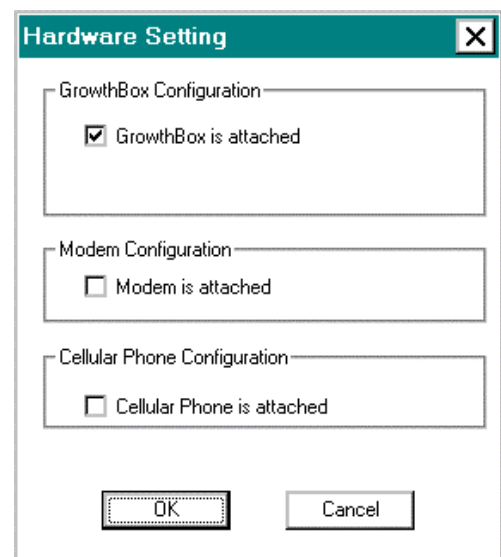 Hardware Setting
GrowthBox Configuration
GrowthBox is attached
Modem Configuration
Modem is attached
Cellular Phone Configuration
Cellular Phone is attached
OK
Cancel